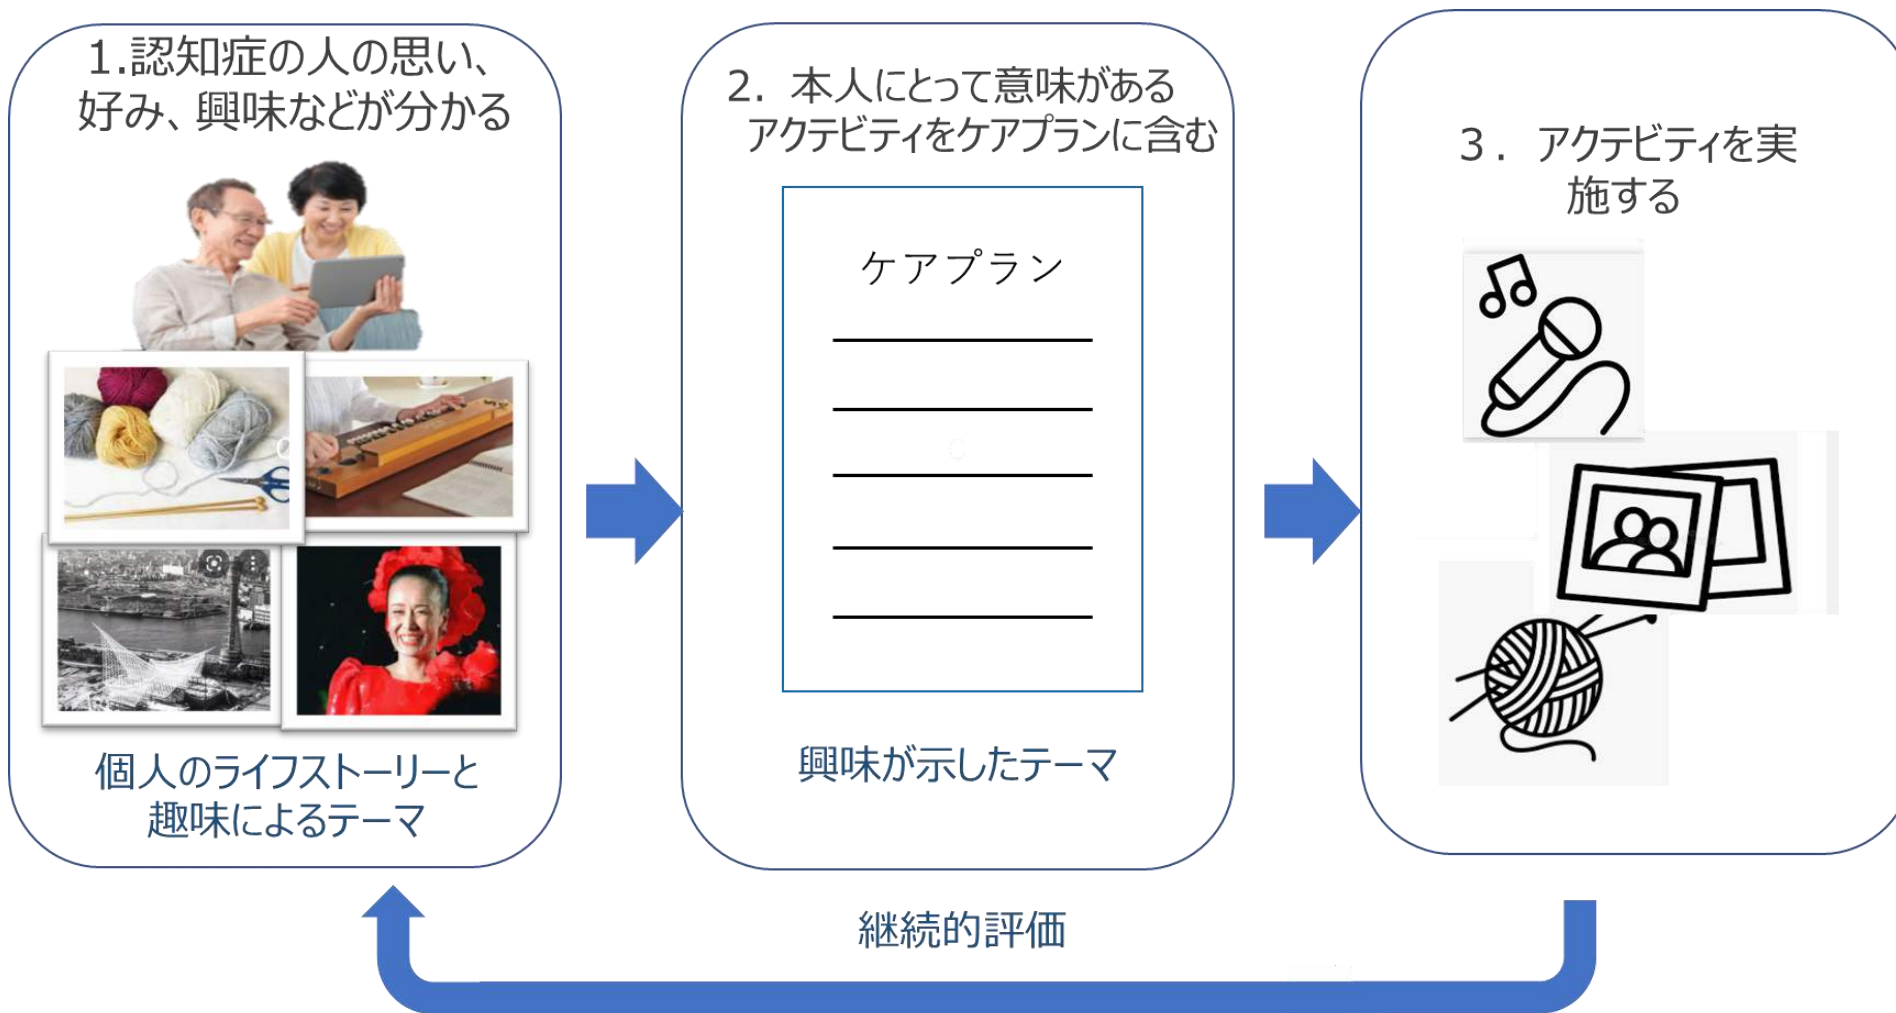 1.認知症の人の思い、
好み、興味などが分かる
個人のライフストーリーと
趣味によるテーマ
2. 本人にとって意味がある
アクテビティをケアプランに含む
ケアプラン
興味が示したテーマ
3. アクテビティを実
施する
継続的評価